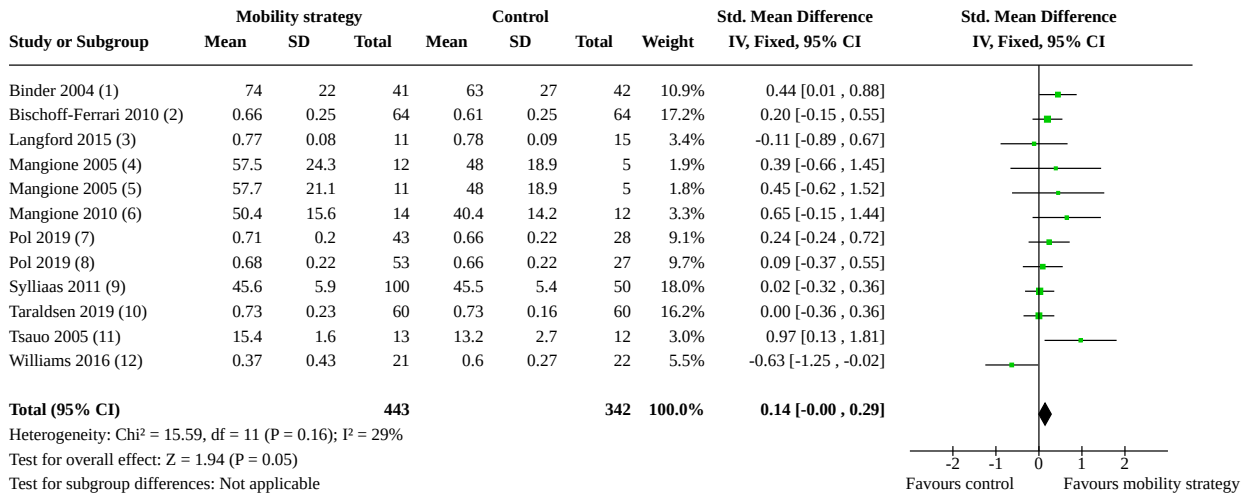 Mobility strategy Control Std. Mean Difference Std. Mean Difference
Study or Subgroup Mean SD Total Mean SD Total Weight IV, Fixed, 95% CI IV, Fixed, 95% CI
Binder 2004 (1) 74 22 41 63 27 42 10.9% 0.44 [0.01 , 0.88]
Bischoff-Ferrari 2010 (2) 0.66 0.25 64 0.61 0.25 64 17.2% 0.20 [-0.15 , 0.55]
Langford 2015 (3) 0.77 0.08 11 0.78 0.09 15 3.4% -0.11 [-0.89 , 0.67]
Mangione 2005 (4) 57.5 24.3 12 48 18.9 5 1.9% 0.39 [-0.66 , 1.45]
Mangione 2005 (5) 57.7 21.1 11 48 18.9 5 1.8% 0.45 [-0.62 , 1.52]
Mangione 2010 (6) 50.4 15.6 14 40.4 14.2 12 3.3% 0.65 [-0.15 , 1.44]
Pol 2019 (7) 0.71 0.2 43 0.66 0.22 28 9.1% 0.24 [-0.24 , 0.72]
Pol 2019 (8) 0.68 0.22 53 0.66 0.22 27 9.7% 0.09 [-0.37 , 0.55]
Sylliaas 2011 (9) 45.6 5.9 100 45.5 5.4 50 18.0% 0.02 [-0.32 , 0.36]
Taraldsen 2019 (10) 0.73 0.23 60 0.73 0.16 60 16.2% 0.00 [-0.36 , 0.36]
Tsauo 2005 (11) 15.4 1.6 13 13.2 2.7 12 3.0% 0.97 [0.13 , 1.81]
Williams 2016 (12) 0.37 0.43 21 0.6 0.27 22 5.5% -0.63 [-1.25 , -0.02]
Total (95% CI) 443 342 100.0% 0.14 [-0.00 , 0.29]
Heterogeneity: Chi² = 15.59, df = 11 (P = 0.16); I² = 29%
Test for overall effect: Z = 1.94 (P = 0.05)
-2 -1 0 1 2
Test for subgroup differences: Not applicable Favours control Favours mobility strategy